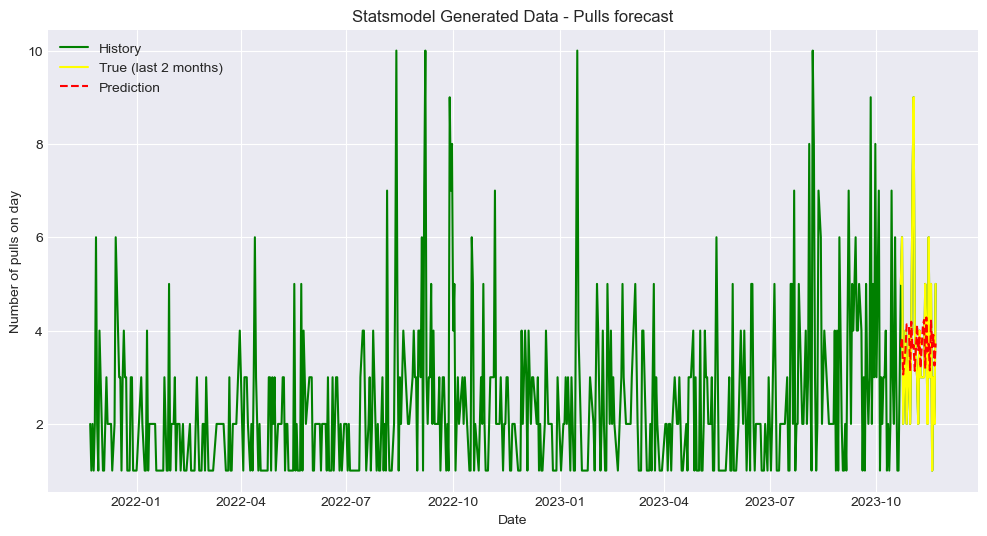 Statsmodel Generated Data - Pulls forecast
History
True (last 2 months)
Prediction
Number of pulls on day
10
8
6
4
2
2022-01
2022-04
2022-07
2022-10
2023-01
2023-04
2023-07
2023-10
Date